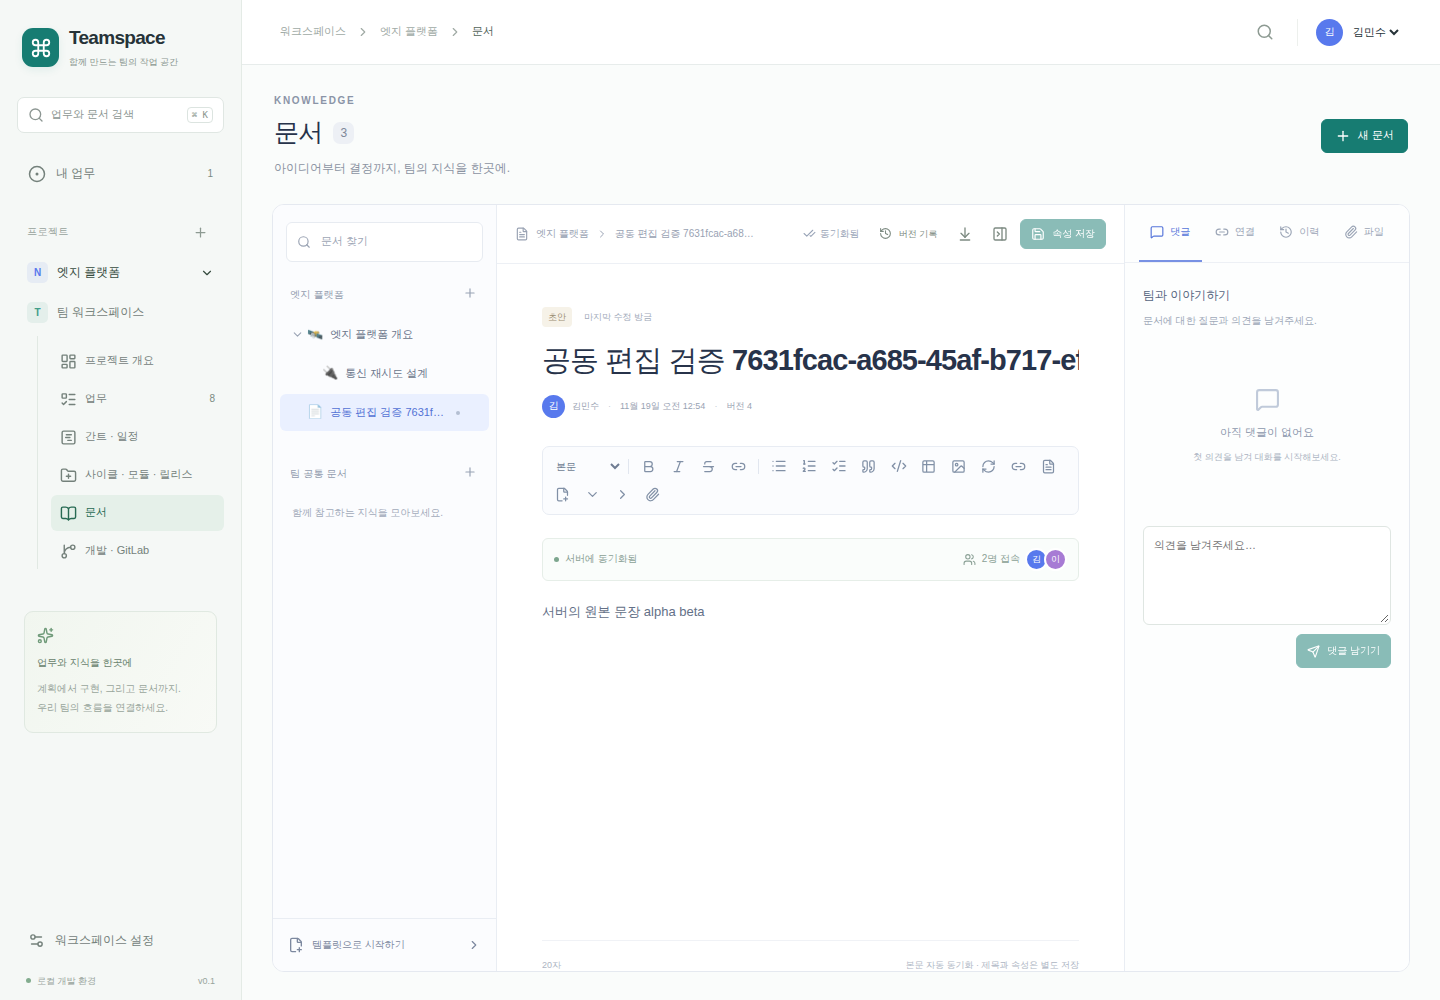 Teamspace
함께 만드는 팀의 작업 공간
업무와 문서 검색
⌘ K
내 업무
1
프로젝트
N
엣지 플랫폼
T
팀 워크스페이스
프로젝트 개요
업무
8
간트 · 일정
사이클 · 모듈 · 릴리스
문서
개발 · GitLab
업무와 지식을 한곳에
계획에서 구현, 그리고 문서까지.
우리 팀의 흐름을 연결하세요.
워크스페이스 설정
로컬 개발 환경
v0.1
워크스페이스
엣지 플랫폼
문서
김
김민수
KNOWLEDGE
문서
3
아이디어부터 결정까지, 팀의 지식을 한곳에.
새 문서
문서 찾기
엣지 플랫폼
엣지 플랫폼 개요
통신 재시도 설계
공동 편집 검증 7631f…
팀 공통 문서
함께 참고하는 지식을 모아보세요.
템플릿으로 시작하기
엣지 플랫폼
공동 편집 검증 7631fcac-a68…
동기화됨
버전 기록
속성 저장
초안
마지막 수정 방금
공동 편집 검증 7631fcac-a685-45af-b717-ef
김
김민수 · 11월 19일 오전 12:54 · 버전 4
본문
서버에 동기화됨
2명 접속
김
이
서버의 원본 문장 alpha beta
20자
본문 자동 동기화 · 제목과 속성은 별도 저장
댓글
연결
이력
파일
팀과 이야기하기
문서에 대한 질문과 의견을 남겨주세요.
아직 댓글이 없어요
첫 의견을 남겨 대화를 시작해보세요.
의견을 남겨주세요…
댓글 남기기